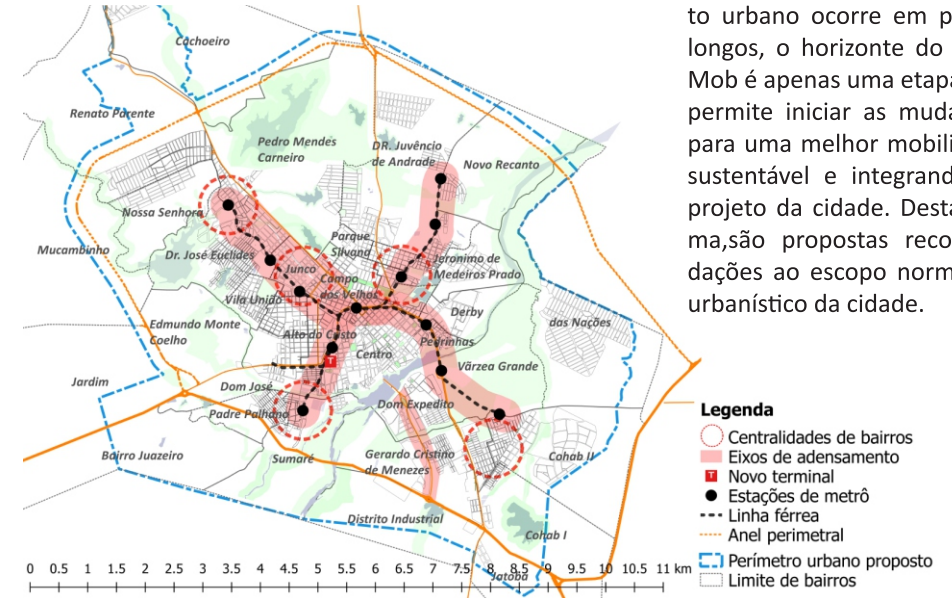 to urbano ocorre em p
longos, o horizonte do
Mob é apenas uma etapa
permite iniciar as muda
para uma melhor mobili
sustentável e integrand
projeto da cidade. Desta
ma,são propostas reco
dações ao escopo norm
urbanístico da cidade.
Cachoeiro
Renato Parente
Pedro Mendes
Carneiro
DR. Juvêncio
de Andrade
Novo Recanto
Nossa Senhora
Parque
Silvana
Mucambinho
Dr. José Euclides
Junco
Jeronimo de
Medeiros Prado
Campo
dos Velhos
Vila União
Derby
das Nações
Edmundo Monte
Coelho
Alto do Cristo
Pedrinhas
Centro
Várzea Grande
Jardim
Dom José
T
Dom Expedito
Padre Palhano
Bairro Juazeiro
Sumaré
Gerardo Cristino
de Menezes
Cohab II
Distrito Industrial
Cohab I
Jatobá
0 0.5 1 1.5 2 2.5 3 3.5 4 4.5 5 5.5 6 6.5 7 7.5 8 8.5 9 9.5 10 10.5 11 km
Legenda
Centralidades de bairros
Eixos de adensamento
T Novo terminal
Estações de metrô
Linha férrea
Anel perimetral
Perímetro urbano proposto
Limite de bairros